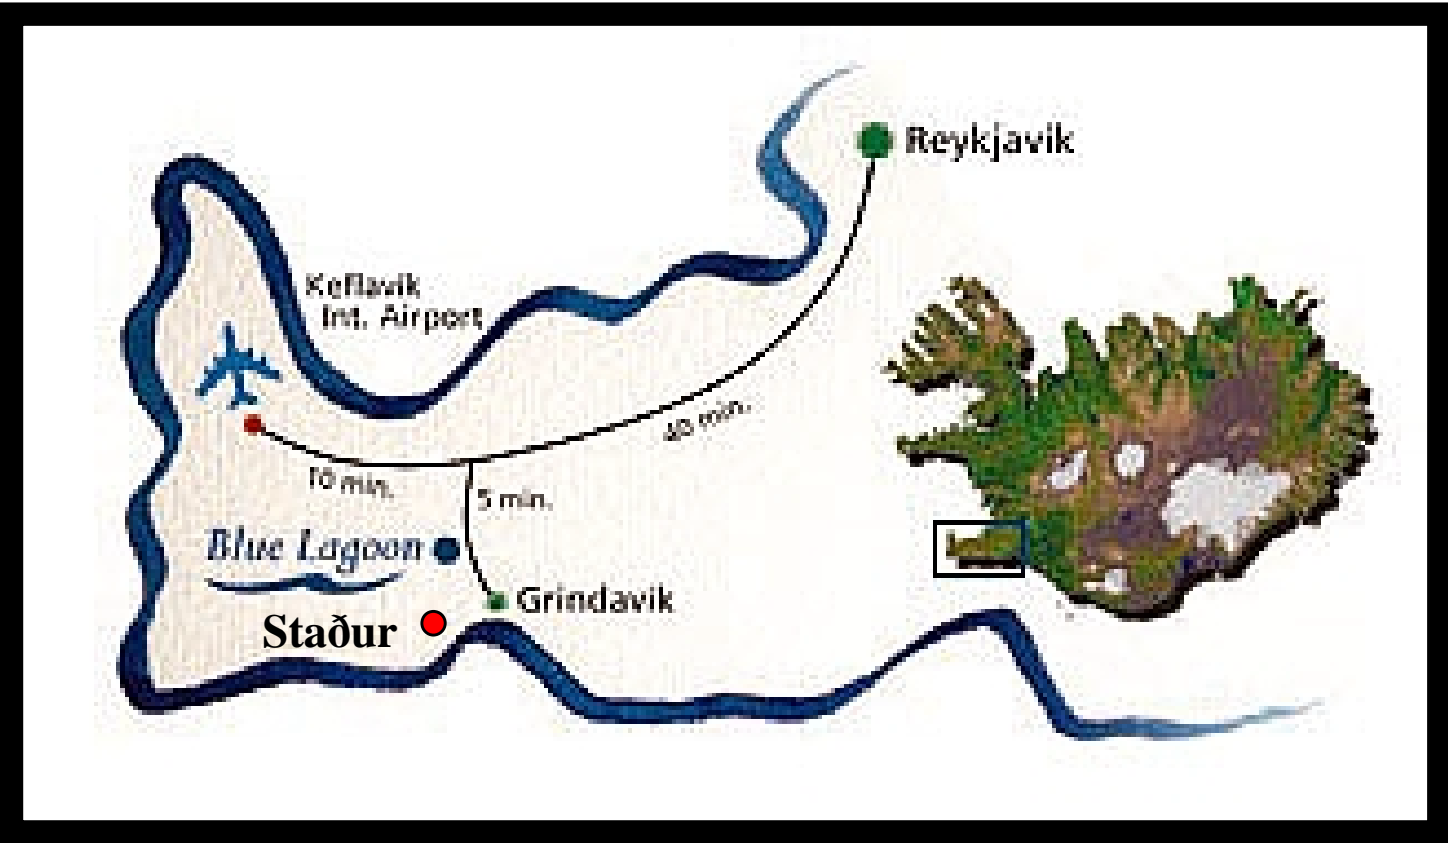 Reykjavik
Keflavik
Int. Airport
40 min.
10 min.
5 min.
Blue Lagoon
Grindavik
Staður